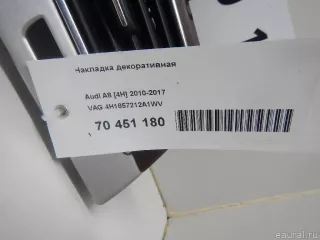 Накладка декоративная
Audi A8 [4H] 2010-2017
VAG 4H1857212A1WV
70 451 180
eaural.ru